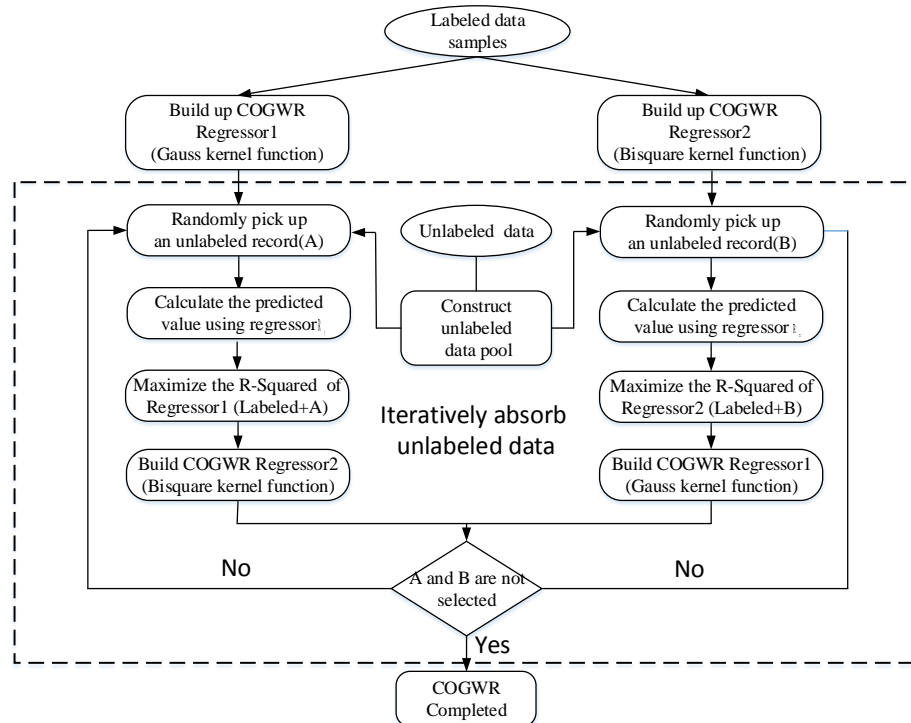 Labeled data
samples
Build up COGWR
Regressor1
(Gauss kernel function)
Build up COGWR
Regressor2
(Bisquare kernel function)
Randomly pick up
an unlabeled record(A)
Unlabeled data
Randomly pick up
an unlabeled record(B)
Calculate the predicted
value using regressor1
Construct
unlabeled
data pool
Calculate the predicted
value using regressor
Maximize the R-Squared of
Regressor1 (Labeled+A)
Maximize the R-Squared of
Regressor2 (Labeled+B)
Iteratively absorb
unlabeled data
Build COGWR Regressor2
(Bisquare kernel function)
Build COGWR Regressor1
(Gauss kernel function)
No
A and B are not
selected
No
Yes
COGWR
Completed